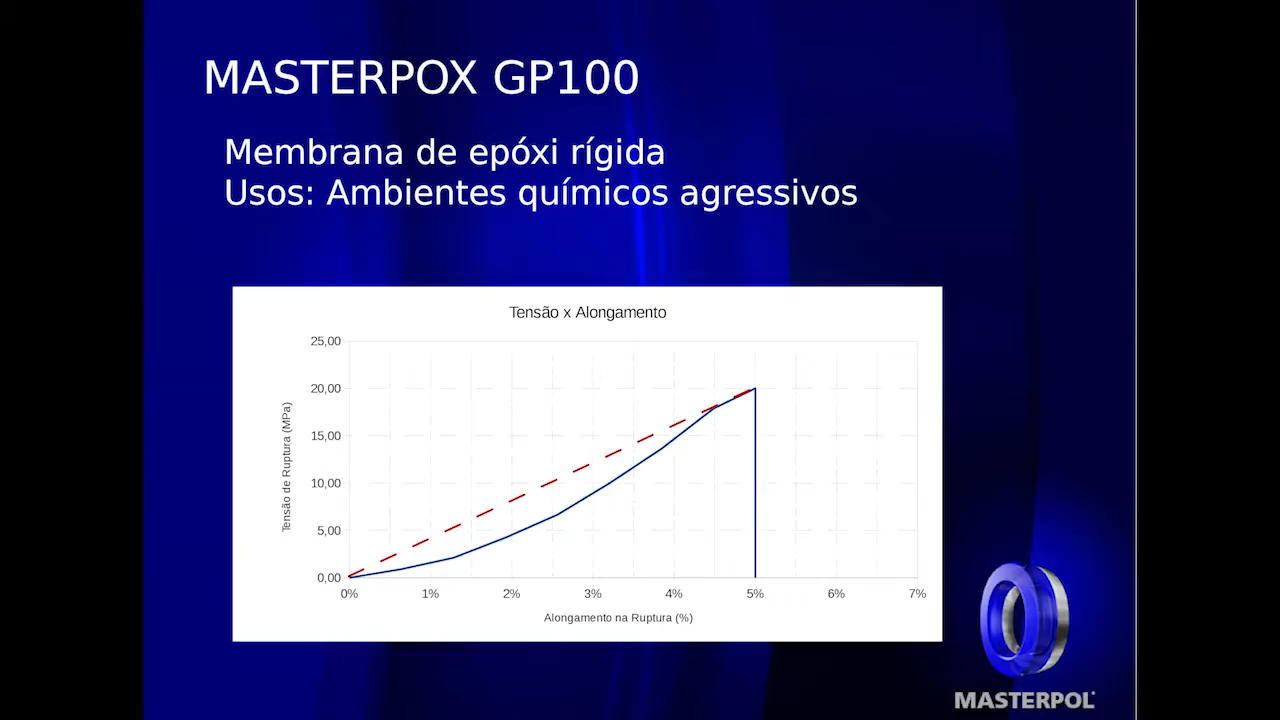 MASTERPOX GP100
Membrana de epóxi rígida
Usos: Ambientes químicos agressivos
Tensão x Alongamento
25,00
20,00
15,00
10,00
5,00
0,00
Tensão de Ruptura (MPa)
0% 1% 2% 3% 4% 5% 6% 7%
Alongamento na Ruptura (%)
MASTERPOL